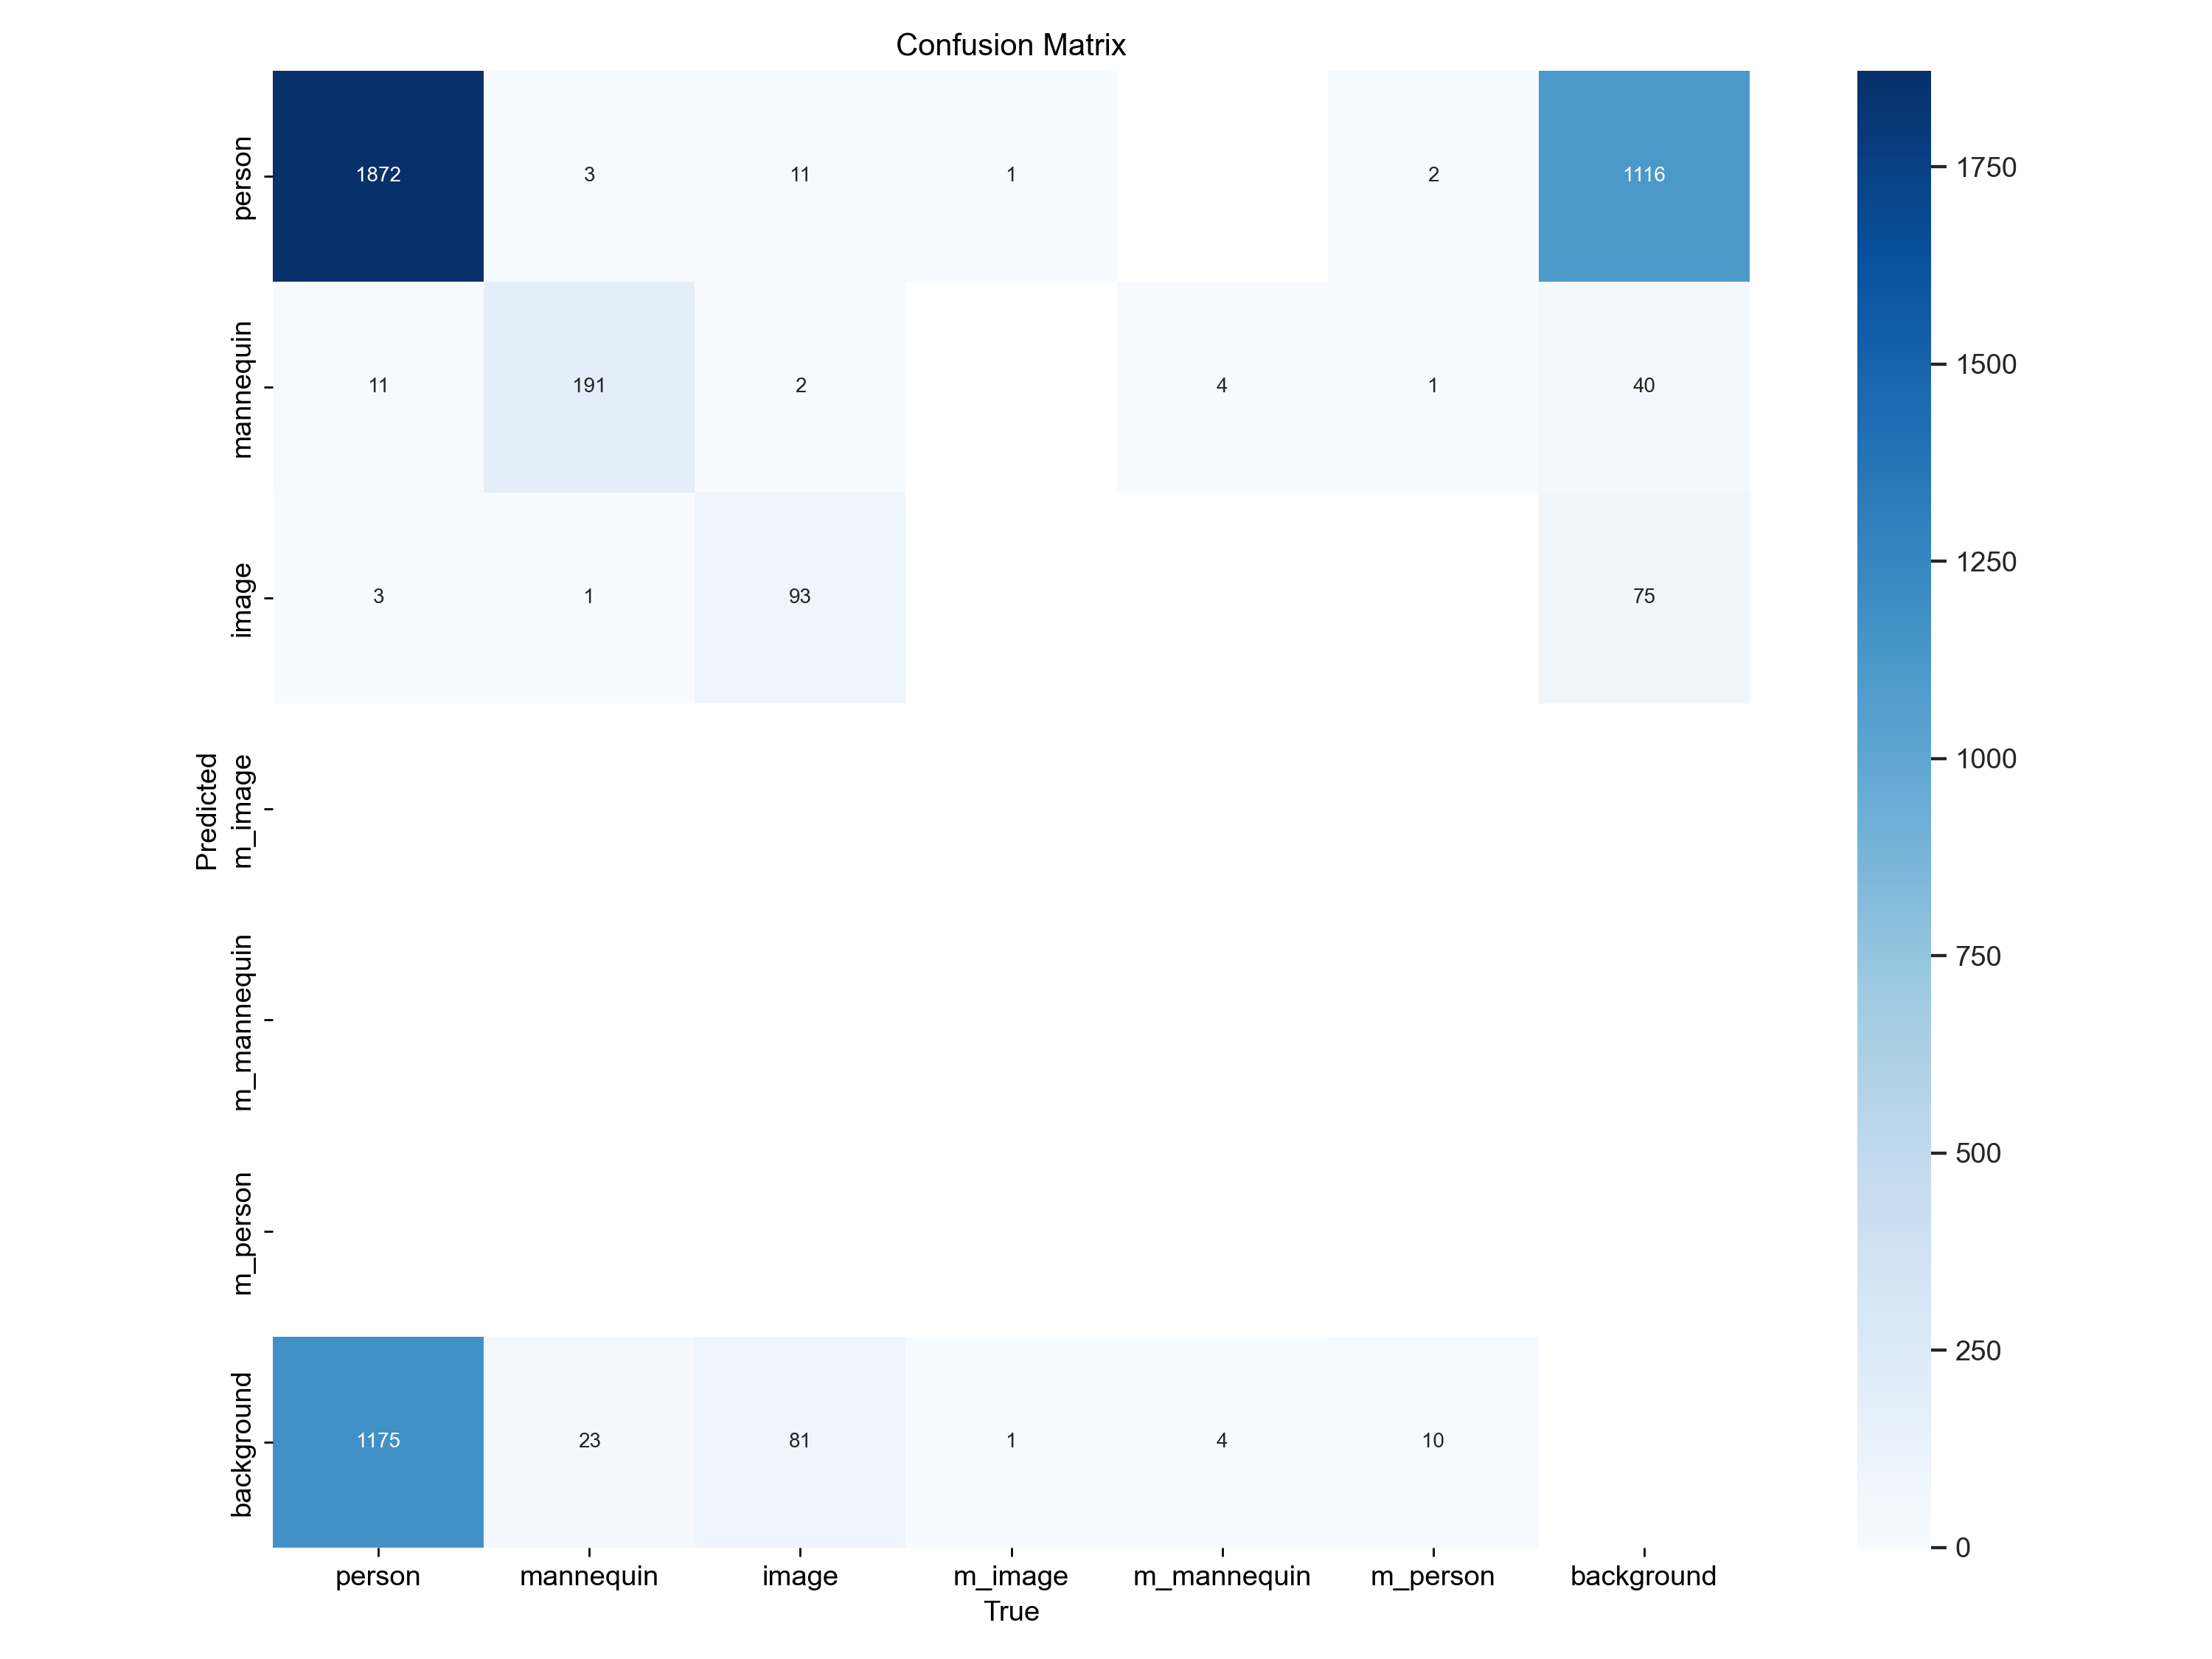 Confusion Matrix
person
1872 3 11 1 2 1116
1750
mannequin
11 191 2 4 1 40
1500
1250
image
3 1 93 75
Predicted
m_image
1000
m_mannequin
750
m_person
500
250
background
1175 23 81 1 4 10
0
person mannequin image m_image m_mannequin m_person background
True